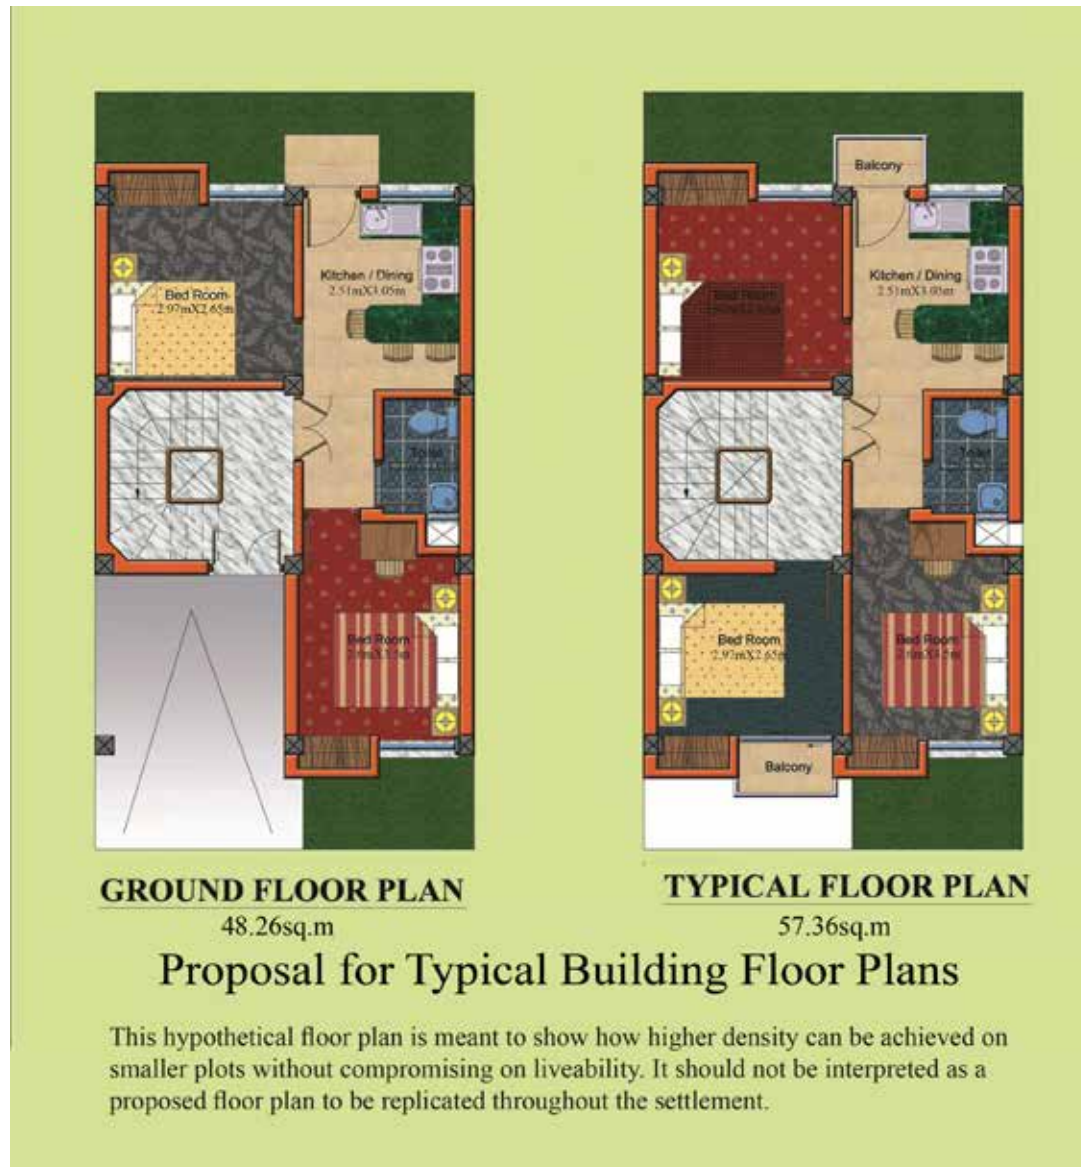 Balcony
Kitchen / Dining
2.51mX3.05m
Bed Room
2.97mX2.65m
Toilet
Bed Room
Kitchen / Dining
2.51mX3.05m
Bed Room
Toilet
Bed Room
2.97mX2.65m
Bed Room
Balcony
GROUND FLOOR PLAN
48.26sq.m
TYPICAL FLOOR PLAN
57.36sq.m
Proposal for Typical Building Floor Plans
This hypothetical floor plan is meant to show how higher density can be achieved on
smaller plots without compromising on liveability. It should not be interpreted as a
proposed floor plan to be replicated throughout the settlement.